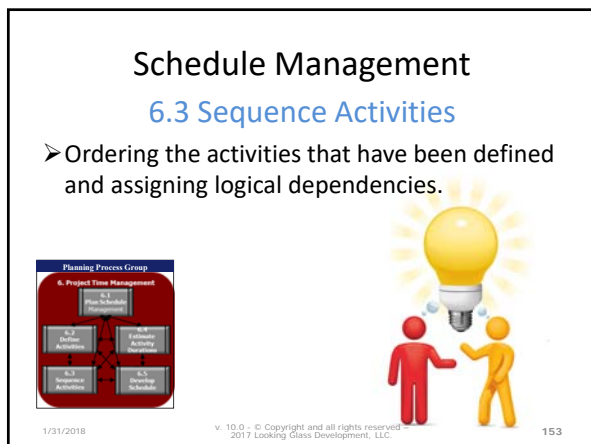 Schedule Management
6.3 Sequence Activities
➢Ordering the activities that have been defined
and assigning logical dependencies.
Planning Process Group
6. Project Time Management
6.1
Plan Schedule
Management
6.2
Define
Activities
6.4
Estimate
Activity
Durations
6.3
Sequence
Activities
6.5
Develop
Schedule
1/31/2018
v. 10.0 - © Copyright and all rights reserved –
2017 Looking Glass Development, LLC.
153